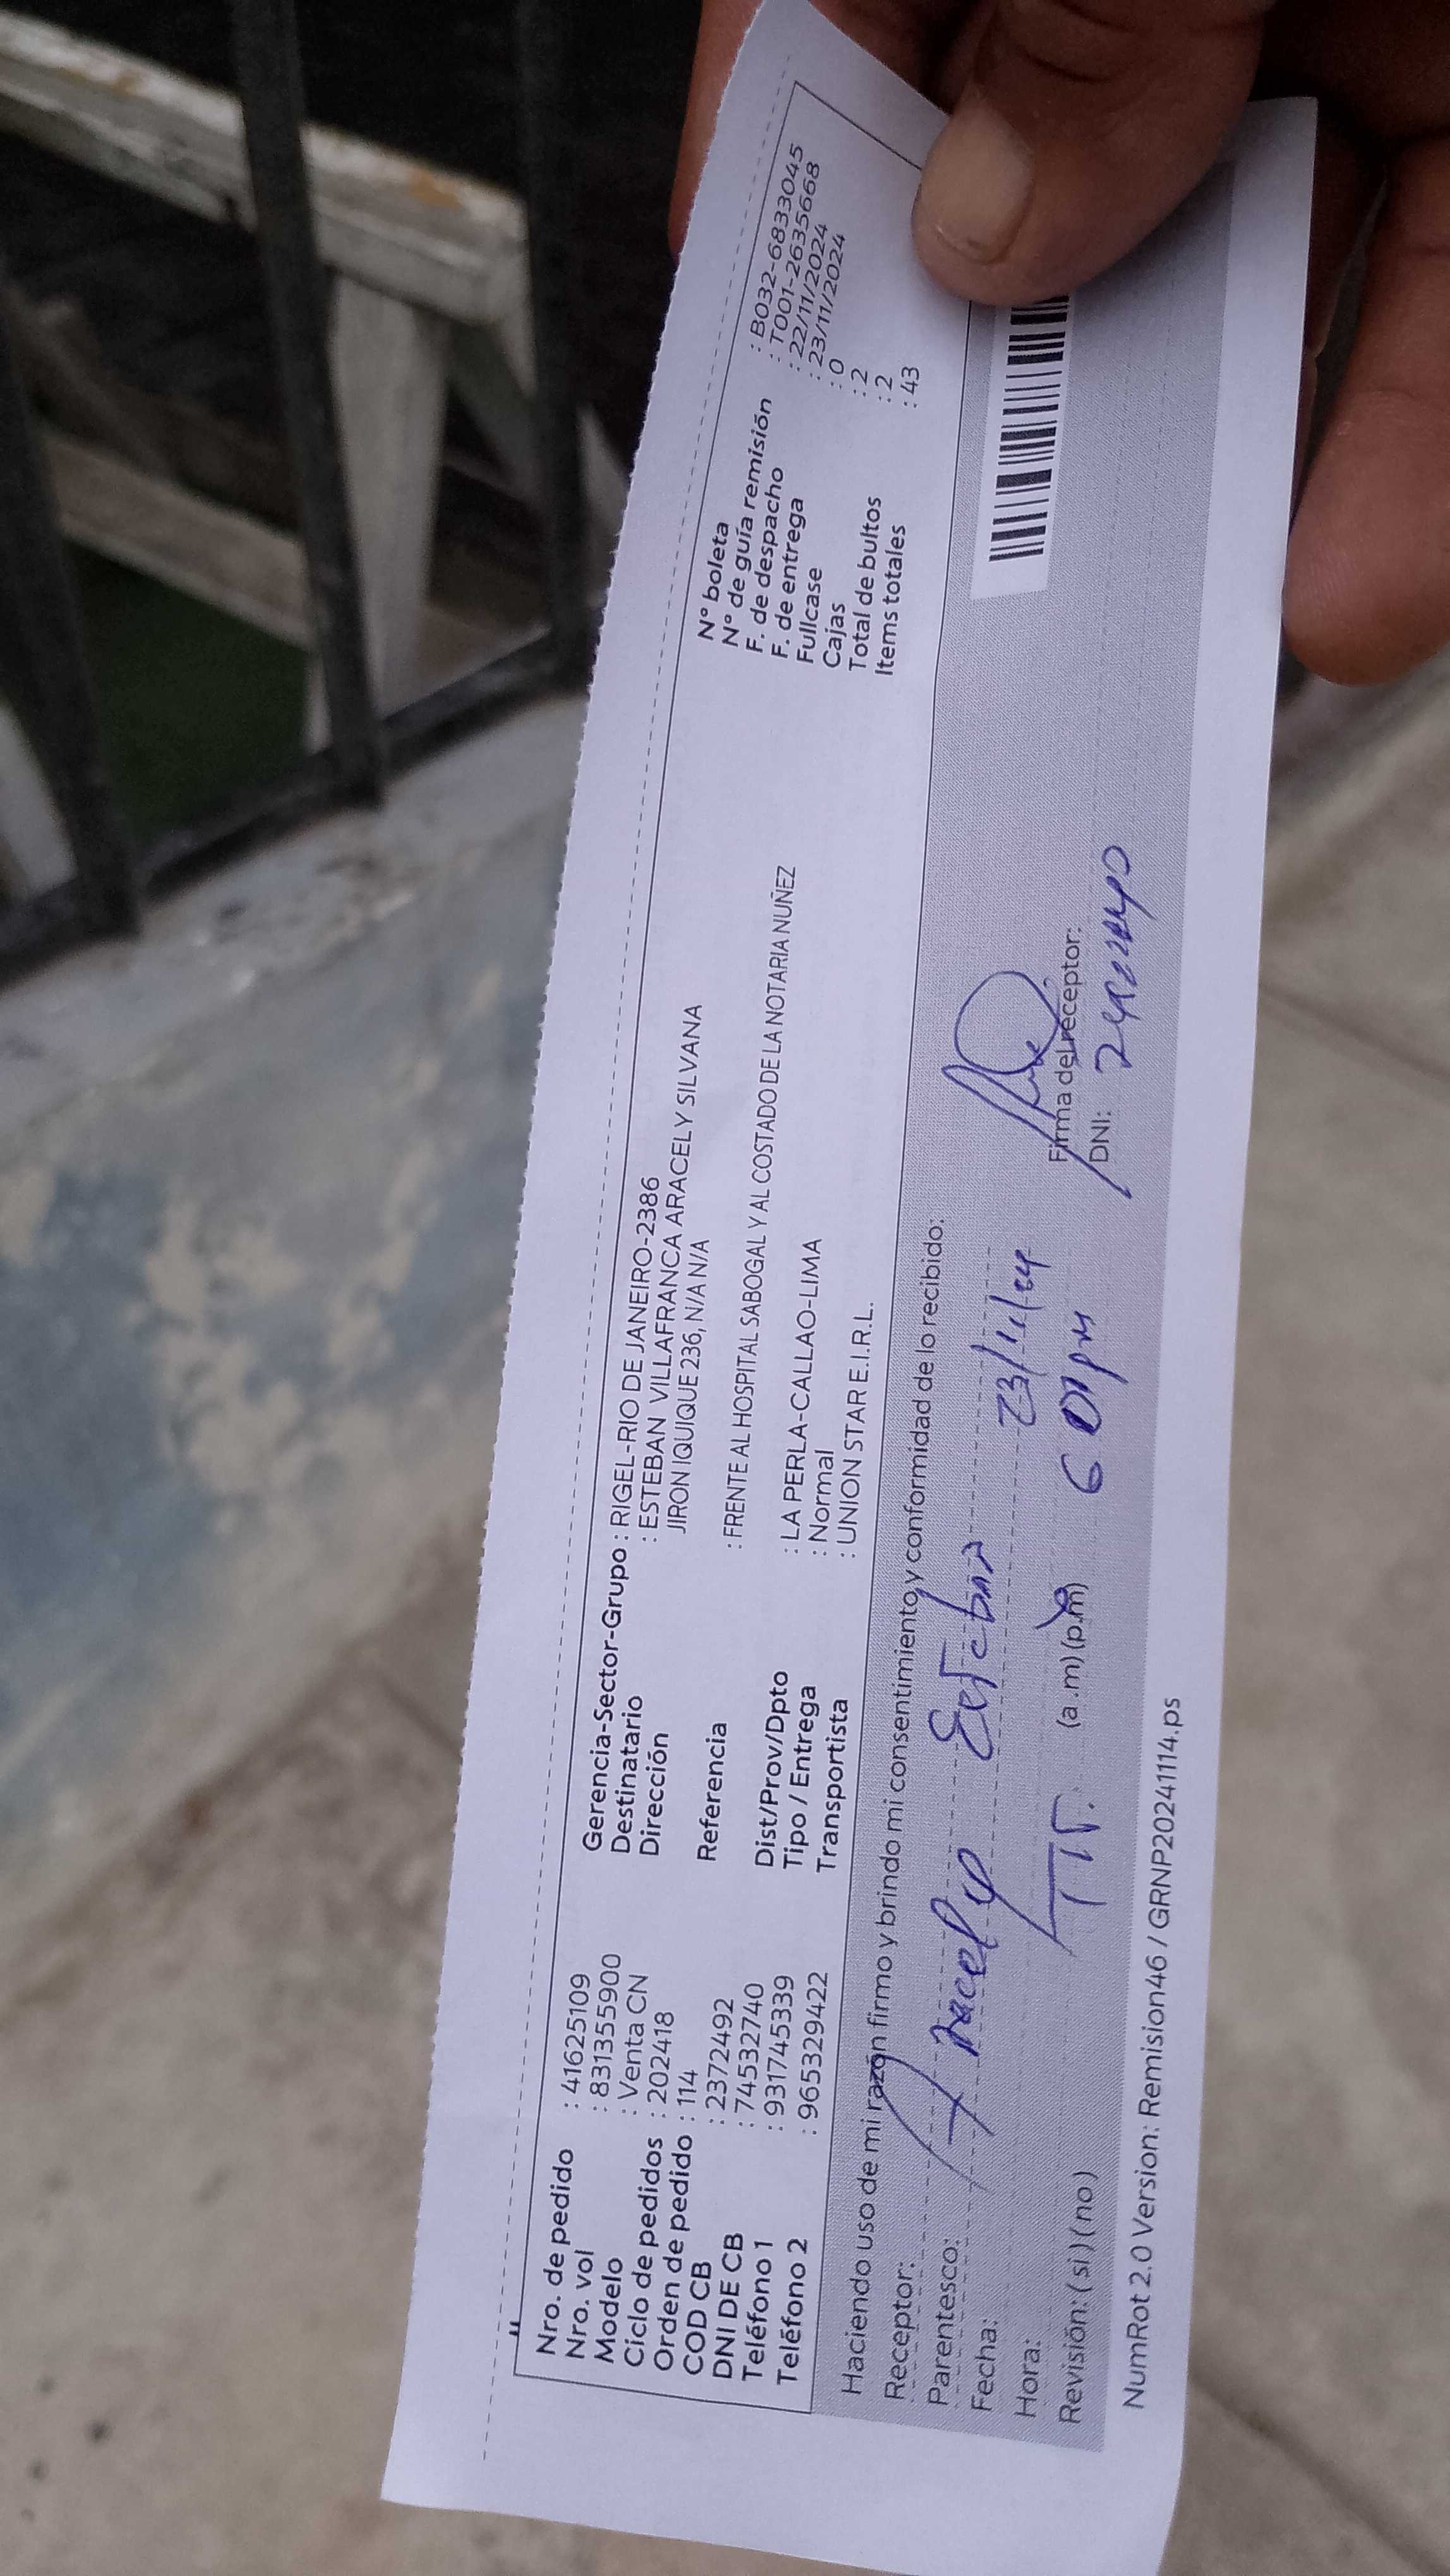 Nro. de pedido : 41625109
Nro. vol : 831355900
Modelo : Venta CN
Ciclo de pedidos : 202418
Orden de pedido : 114
COD CB : 2372492
DNI DE CB : 74532740
Teléfono 1 : 931745339
Teléfono 2 : 965329422
Gerencia-Sector-Grupo : RIGEL-RIO DE JANEIRO-2386
Destinatario : ESTEBAN VILLAFRANCA ARACELY SILVANA
Dirección JIRON IQUIQUE 236, N/A N/A
Referencia : FRENTE AL HOSPITAL SABOGAL Y AL COSTADO DE LA NOTARIA NUÑEZ
Dist/Prov/Dpto : LA PERLA-CALLAO-LIMA
Tipo / Entrega : Normal
Transportista : UNION STAR E.I.R.L.
N° boleta : B032-6833045
N° de guía remisión : T001-2635668
F. de despacho : 22/11/2024
F. de entrega : 23/11/2024
Fullcase : 0
Cajas : 2
Total de bultos : 2
Items totales : 43
Haciendo uso de mi razón firmo y brindo mi consentimiento y conformidad de lo recibido:
Receptor: Aracely Esteban
Parentesco: TIT.
Fecha: 23/11/24
Hora: (a.m) (p.m) 6 01 pm
Revisión: ( si ) ( no )
Firma del receptor:
DNI:
NumRot 2.0 Version: Remision46 / GRNP20241114.ps